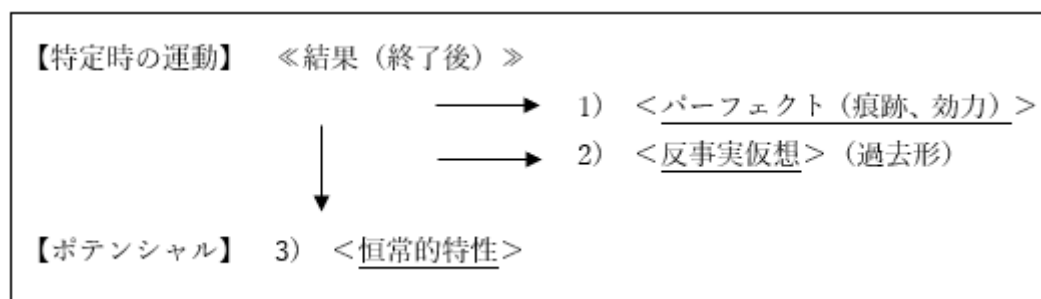 【特定時の運動】 ≪結果（終了後）≫
1） ＜パーフェクト（痕跡、効力）＞
2） ＜反事実仮想＞（過去形）
【ポテンシャル】 3） ＜恒常的特性＞